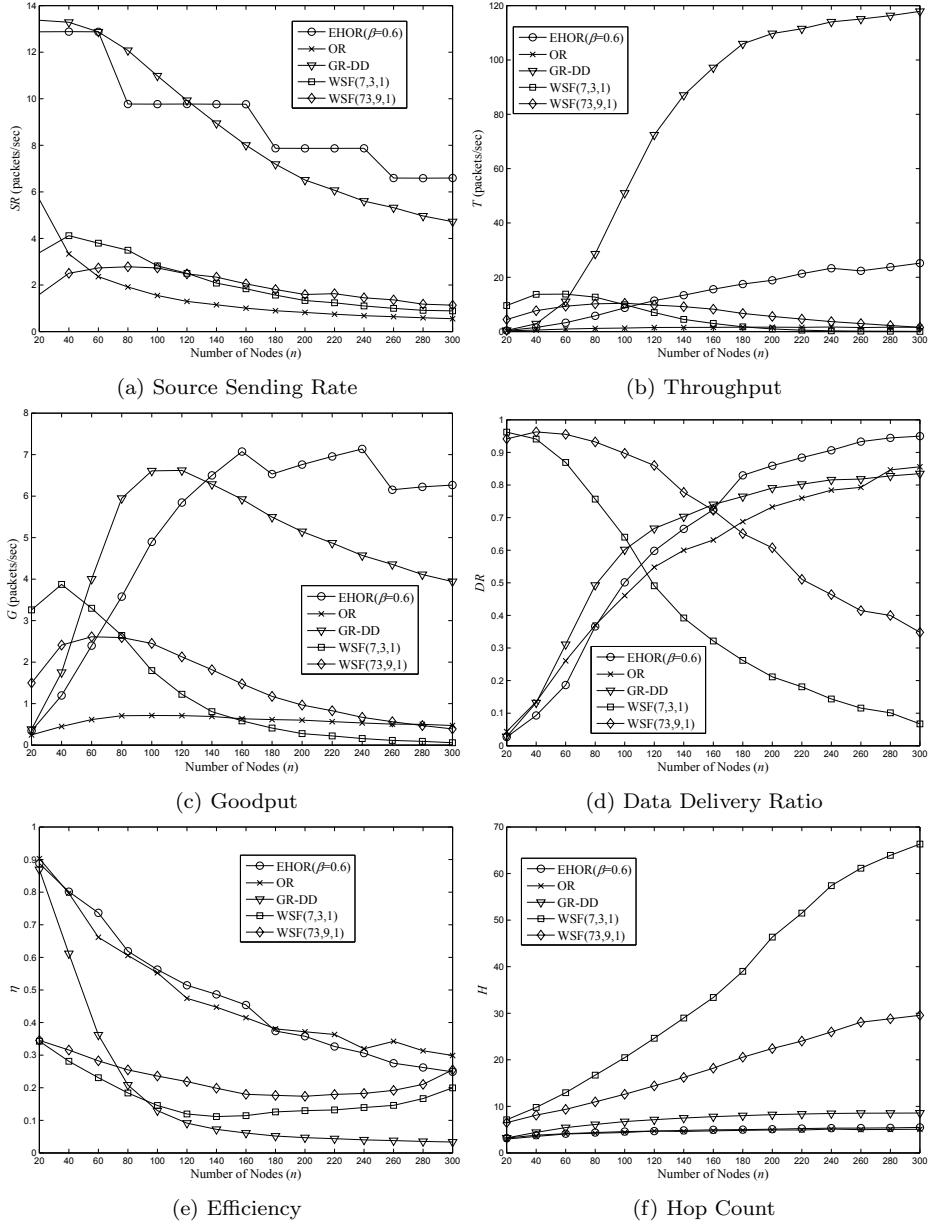 14
12
10
8
6
4
2
0
SR (packets/sec)
20 40 60 80 100 120 140 160 180 200 220 240 260 280 300
Number of Nodes (n)
EHOR(β=0.6)
OR
GR-DD
WSF(7,3,1)
WSF(73,9,1)
(a) Source Sending Rate
120
100
80
60
40
20
0
T (packets/sec)
20 40 60 80 100 120 140 160 180 200 220 240 260 280 300
Number of Nodes (n)
EHOR(β=0.6)
OR
GR-DD
WSF(7,3,1)
WSF(73,9,1)
(b) Throughput
8
7
6
5
4
3
2
1
0
G (packets/sec)
20 40 60 80 100 120 140 160 180 200 220 240 260 280 300
Number of Nodes (n)
EHOR(β=0.6)
OR
GR-DD
WSF(7,3,1)
WSF(73,9,1)
(c) Goodput
1
0.9
0.8
0.7
0.6
0.5
0.4
0.3
0.2
0.1
0
DR
20 40 60 80 100 120 140 160 180 200 220 240 260 280 300
Number of Nodes (n)
EHOR(β=0.6)
OR
GR-DD
WSF(7,3,1)
WSF(73,9,1)
(d) Data Delivery Ratio
1
0.9
0.8
0.7
0.6
0.5
0.4
0.3
0.2
0.1
0
η
20 40 60 80 100 120 140 160 180 200 220 240 260 280 300
Number of Nodes (n)
EHOR(β=0.6)
OR
GR-DD
WSF(7,3,1)
WSF(73,9,1)
(e) Efficiency
70
60
50
40
30
20
10
0
H
20 40 60 80 100 120 140 160 180 200 220 240 260 280 300
Number of Nodes (n)
EHOR(β=0.6)
OR
GR-DD
WSF(7,3,1)
WSF(73,9,1)
(f) Hop Count